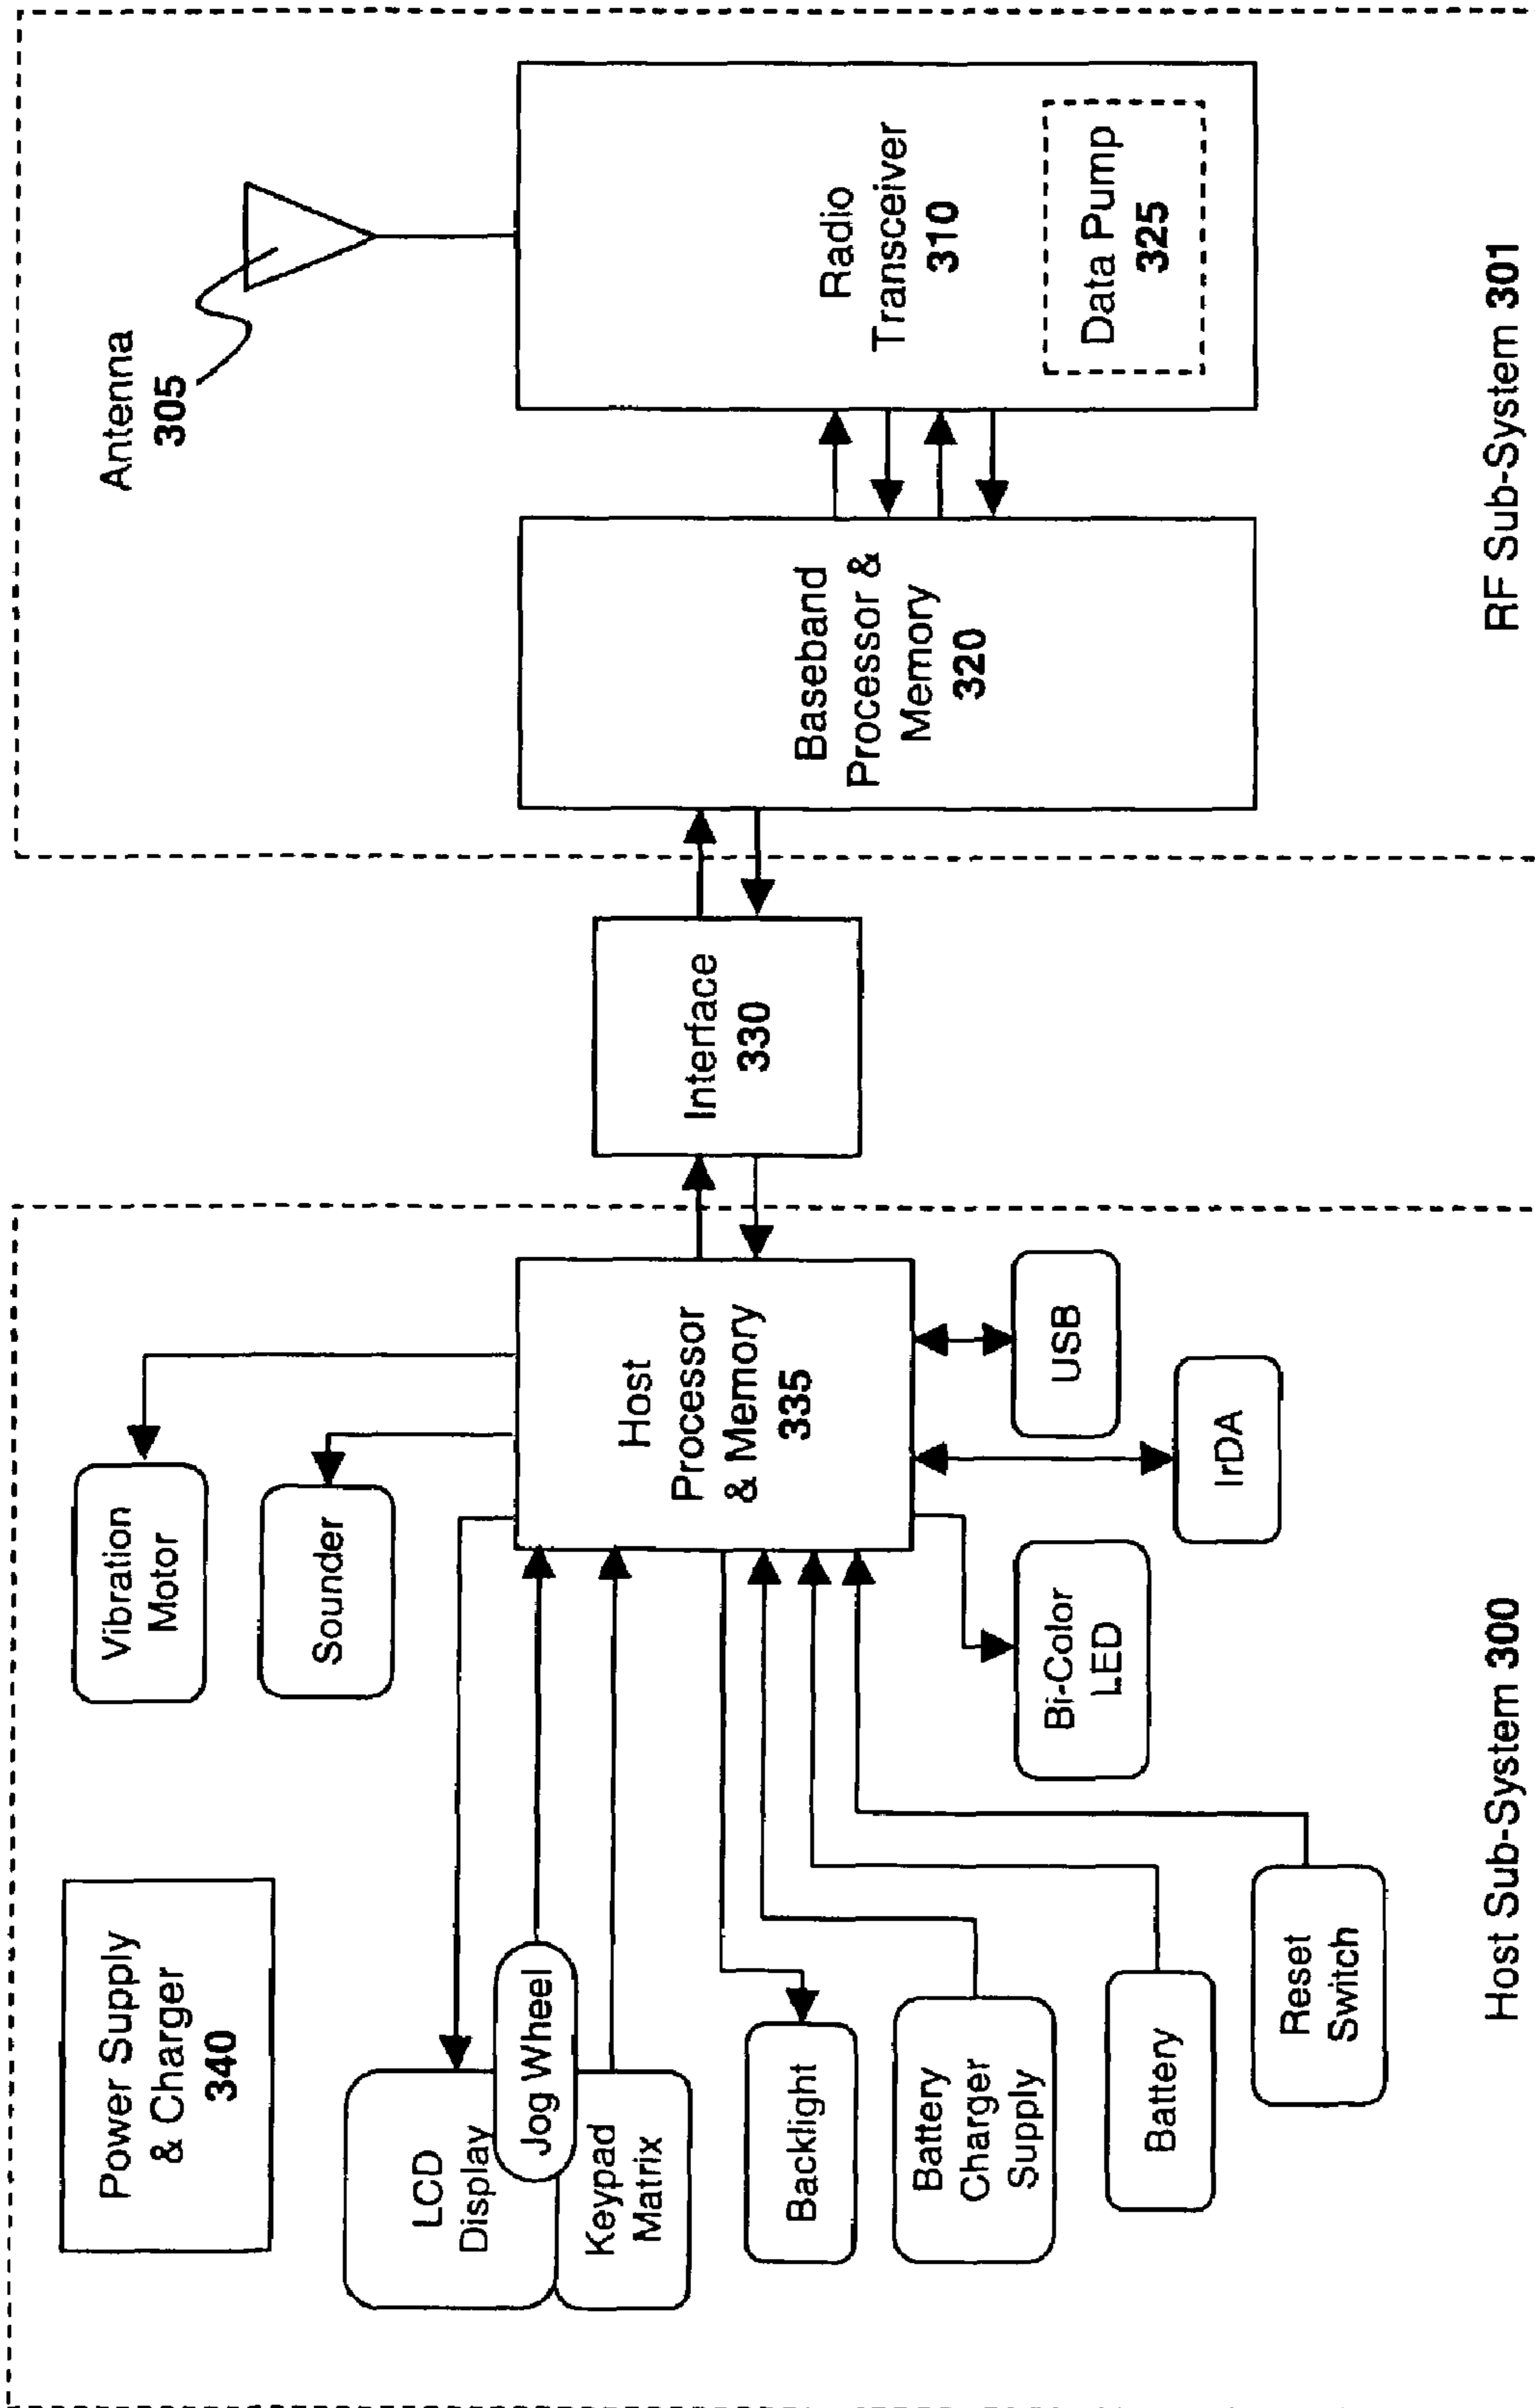 Power Supply
& Charger
340
Vibration
Motor
Sounder
LCD
Display
Jog Wheel
Keypad
Matrix
Backlight
Battery
Charger
Supply
Battery
Reset
Switch
Bi-Color
LED
IrDA
USB
Host
Processor
& Memory
335
Host Sub-System 300
Interface
330
Antenna
305
Baseband
Processor &
Memory
320
Radio
Transceiver
310
Data Pump
325
RF Sub-System 301